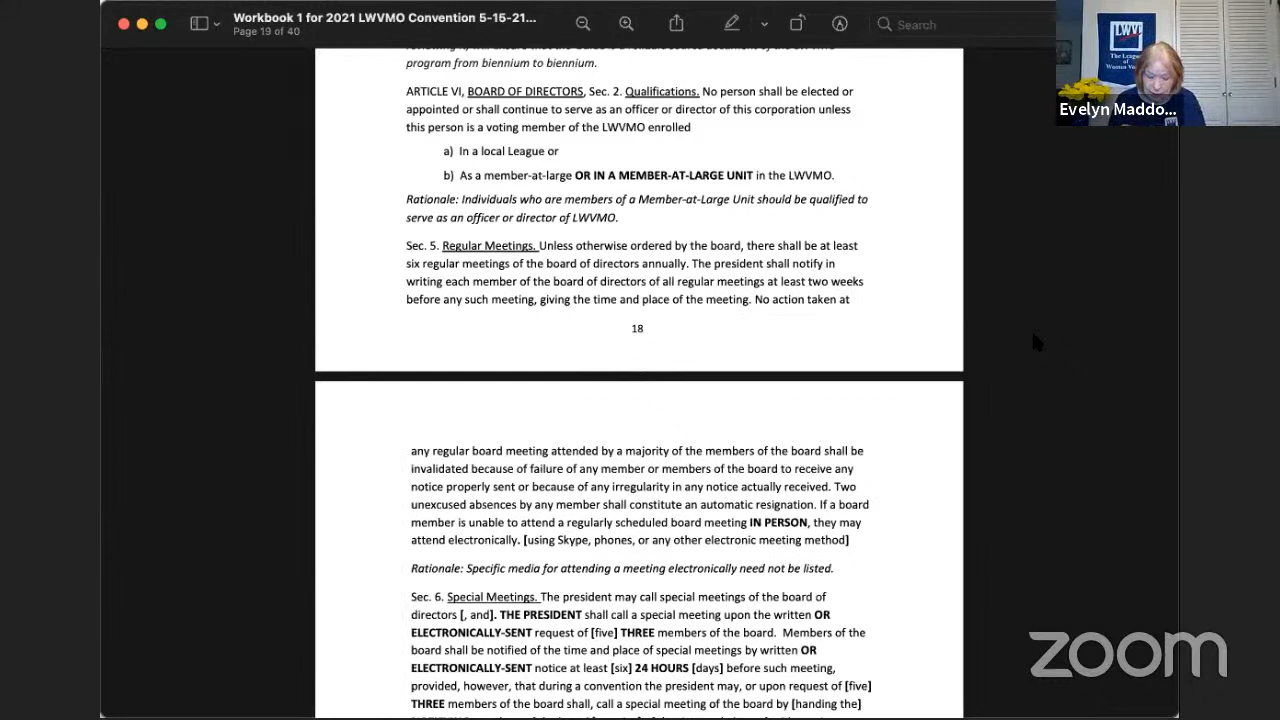 Workbook 1 for 2021 LWVMO Convention 5-15-21...
Page 19 of 40
Search
LWV
The League
of
Evelyn Maddo...
program from biennium to biennium.
ARTICLE VI, BOARD OF DIRECTORS, Sec. 2. Qualifications. No person shall be elected or
appointed or shall continue to serve as an officer or director of this corporation unless
this person is a voting member of the LWVMO enrolled
a) In a local League or
b) As a member-at-large OR IN A MEMBER-AT-LARGE UNIT in the LWVMO.
Rationale: Individuals who are members of a Member-at-Large Unit should be qualified to
serve as an officer or director of LWVMO.
Sec. 5. Regular Meetings. Unless otherwise ordered by the board, there shall be at least
six regular meetings of the board of directors annually. The president shall notify in
writing each member of the board of directors of all regular meetings at least two weeks
before any such meeting, giving the time and place of the meeting. No action taken at
18
any regular board meeting attended by a majority of the members of the board shall be
invalidated because of failure of any member or members of the board to receive any
notice properly sent or because of any irregularity in any notice actually received. Two
unexcused absences by any member shall constitute an automatic resignation. If a board
member is unable to attend a regularly scheduled board meeting IN PERSON, they may
attend electronically. [using Skype, phones, or any other electronic meeting method]
Rationale: Specific media for attending a meeting electronically need not be listed.
Sec. 6. Special Meetings. The president may call special meetings of the board of
directors [, and]. THE PRESIDENT shall call a special meeting upon the written OR
ELECTRONICALLY-SENT request of [five] THREE members of the board. Members of the
board shall be notified of the time and place of special meetings by written OR
ELECTRONICALLY-SENT notice at least [six] 24 HOURS [days] before such meeting,
provided, however, that during a convention the president may, or upon request of [five]
THREE members of the board shall, call a special meeting of the board by [handing the]
zoom